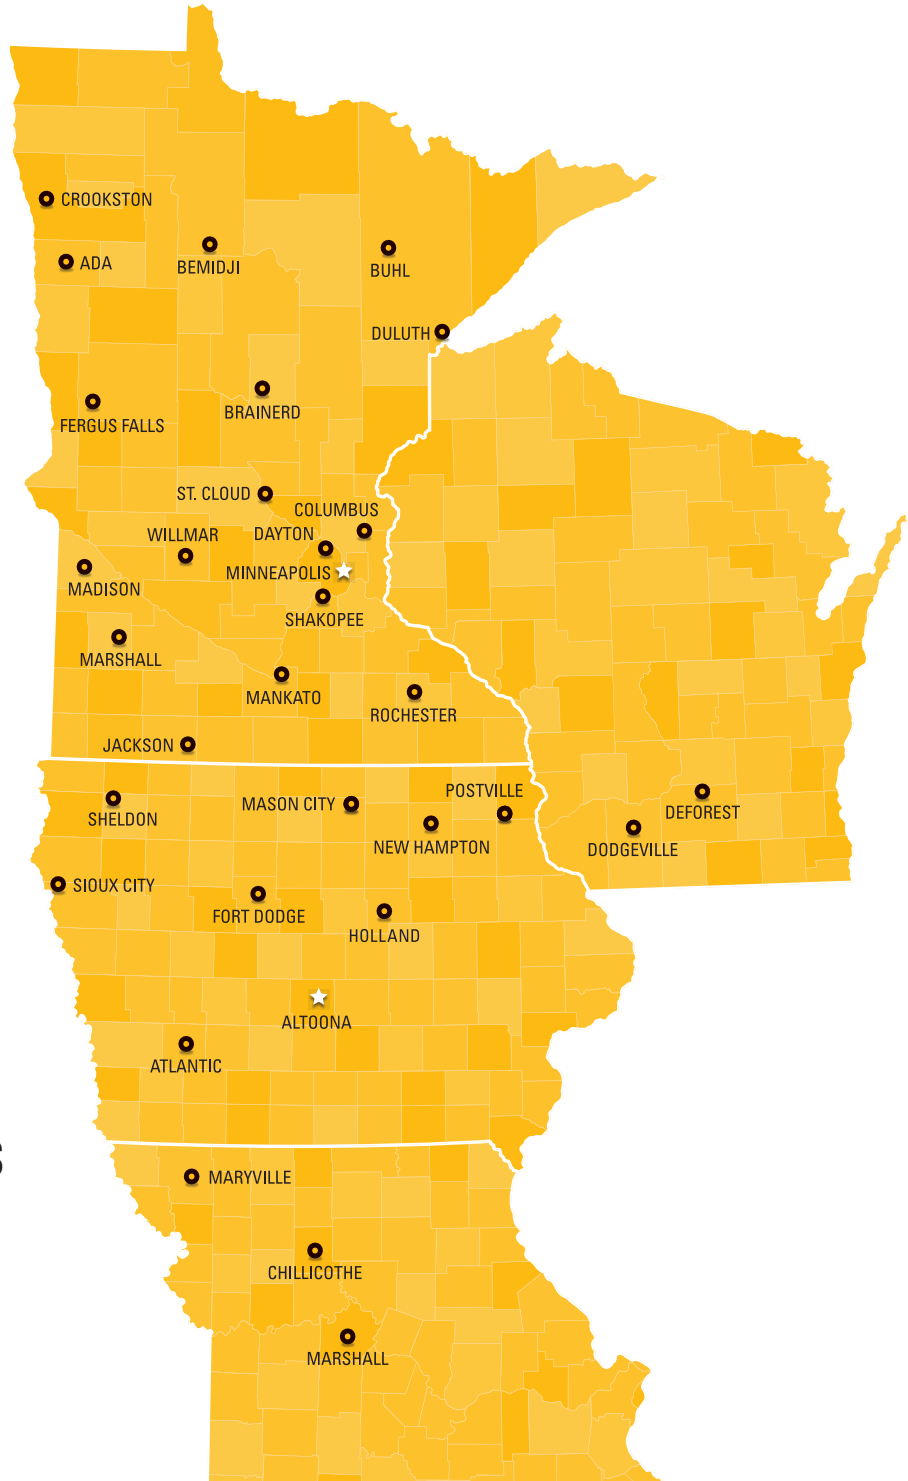 CROOKSTON
ADA
BEMIDJI
BUHL
DULUTH
BRAINERD
FERGUS FALLS
ST. CLOUD
COLUMBUS
WILLMAR
DAYTON
MINNEAPOLIS
MADISON
SHAKOPEE
MARSHALL
MANKATO
ROCHESTER
JACKSON
POSTVILLE
MASON CITY
SHELDON
DEFOREST
NEW HAMPTON
DODGEVILLE
SIOUX CITY
FORT DODGE
HOLLAND
ALTOONA
ATLANTIC
S
MARYVILLE
CHILLICOTHE
MARSHALL